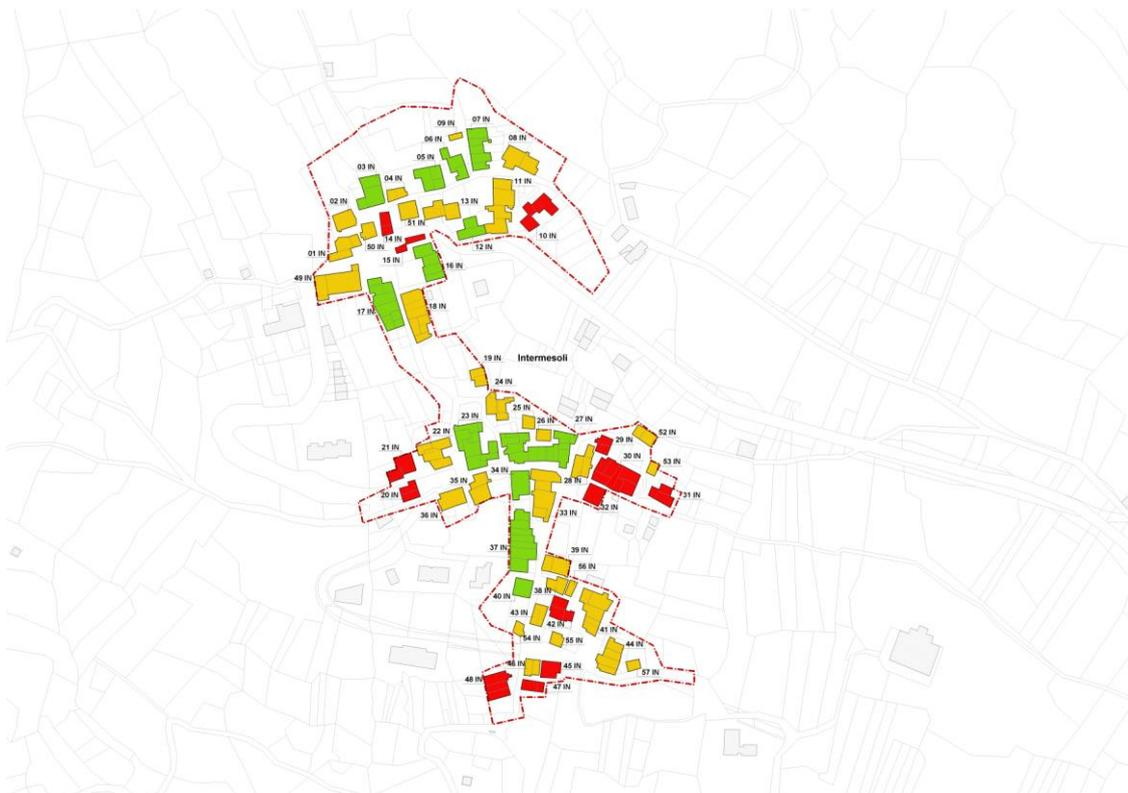 09 IN
07 IN
06 IN
08 IN
05 IN
03 IN
04 IN
11 IN
02 IN
13 IN
51 IN
14 IN
10 IN
50 IN
12 IN
01 IN
15 IN
16 IN
49 IN
18 IN
17 IN
Intermesoli
19 IN
24 IN
25 IN
23 IN
26 IN
27 IN
22 IN
52 IN
21 IN
29 IN
30 IN
53 IN
34 IN
28 IN
35 IN
20 IN
31 IN
32 IN
36 IN
33 IN
37 IN
39 IN
56 IN
38 IN
40 IN
43 IN
42 IN
41 IN
54 IN
55 IN
44 IN
46 IN
45 IN
57 IN
48 IN
47 IN